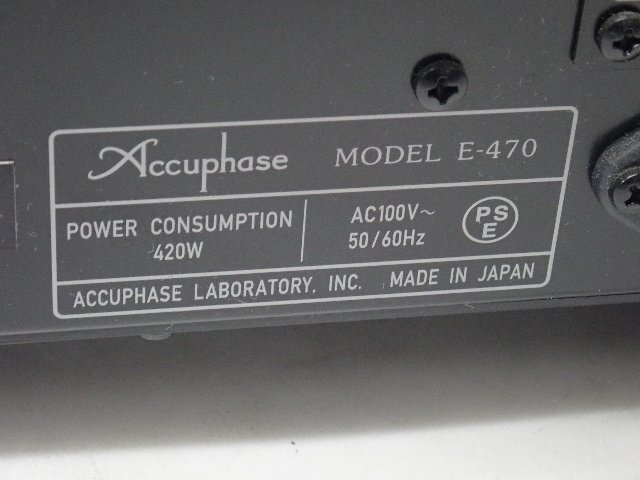 Accuphase MODEL E-470
POWER CONSUMPTION
420W
AC100V~
50/60Hz
PS
E
ACCUPHASE LABORATORY, INC. MADE IN JAPAN